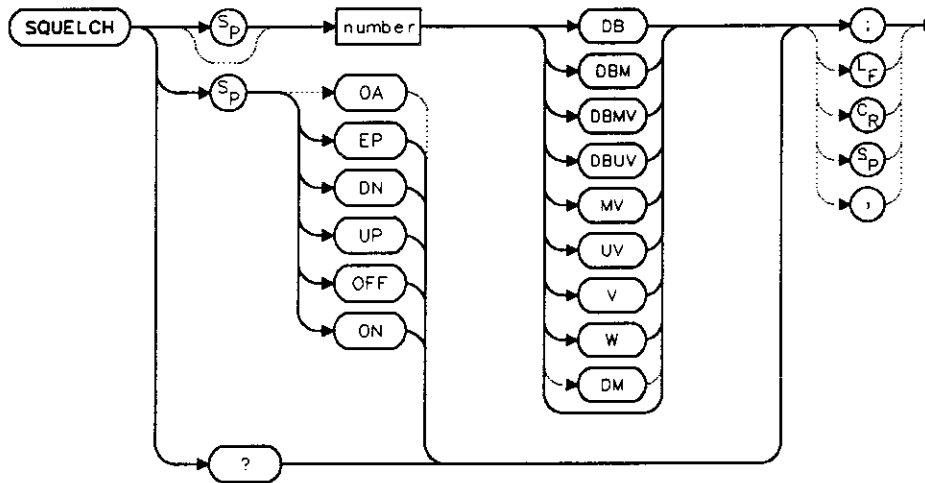 SQUELCH
SP
number
DB
;
DBM
LF
SP
OA
DBMV
CR
EP
DBUV
SP
DN
MV
,
UP
UV
OFF
V
ON
W
DM
?